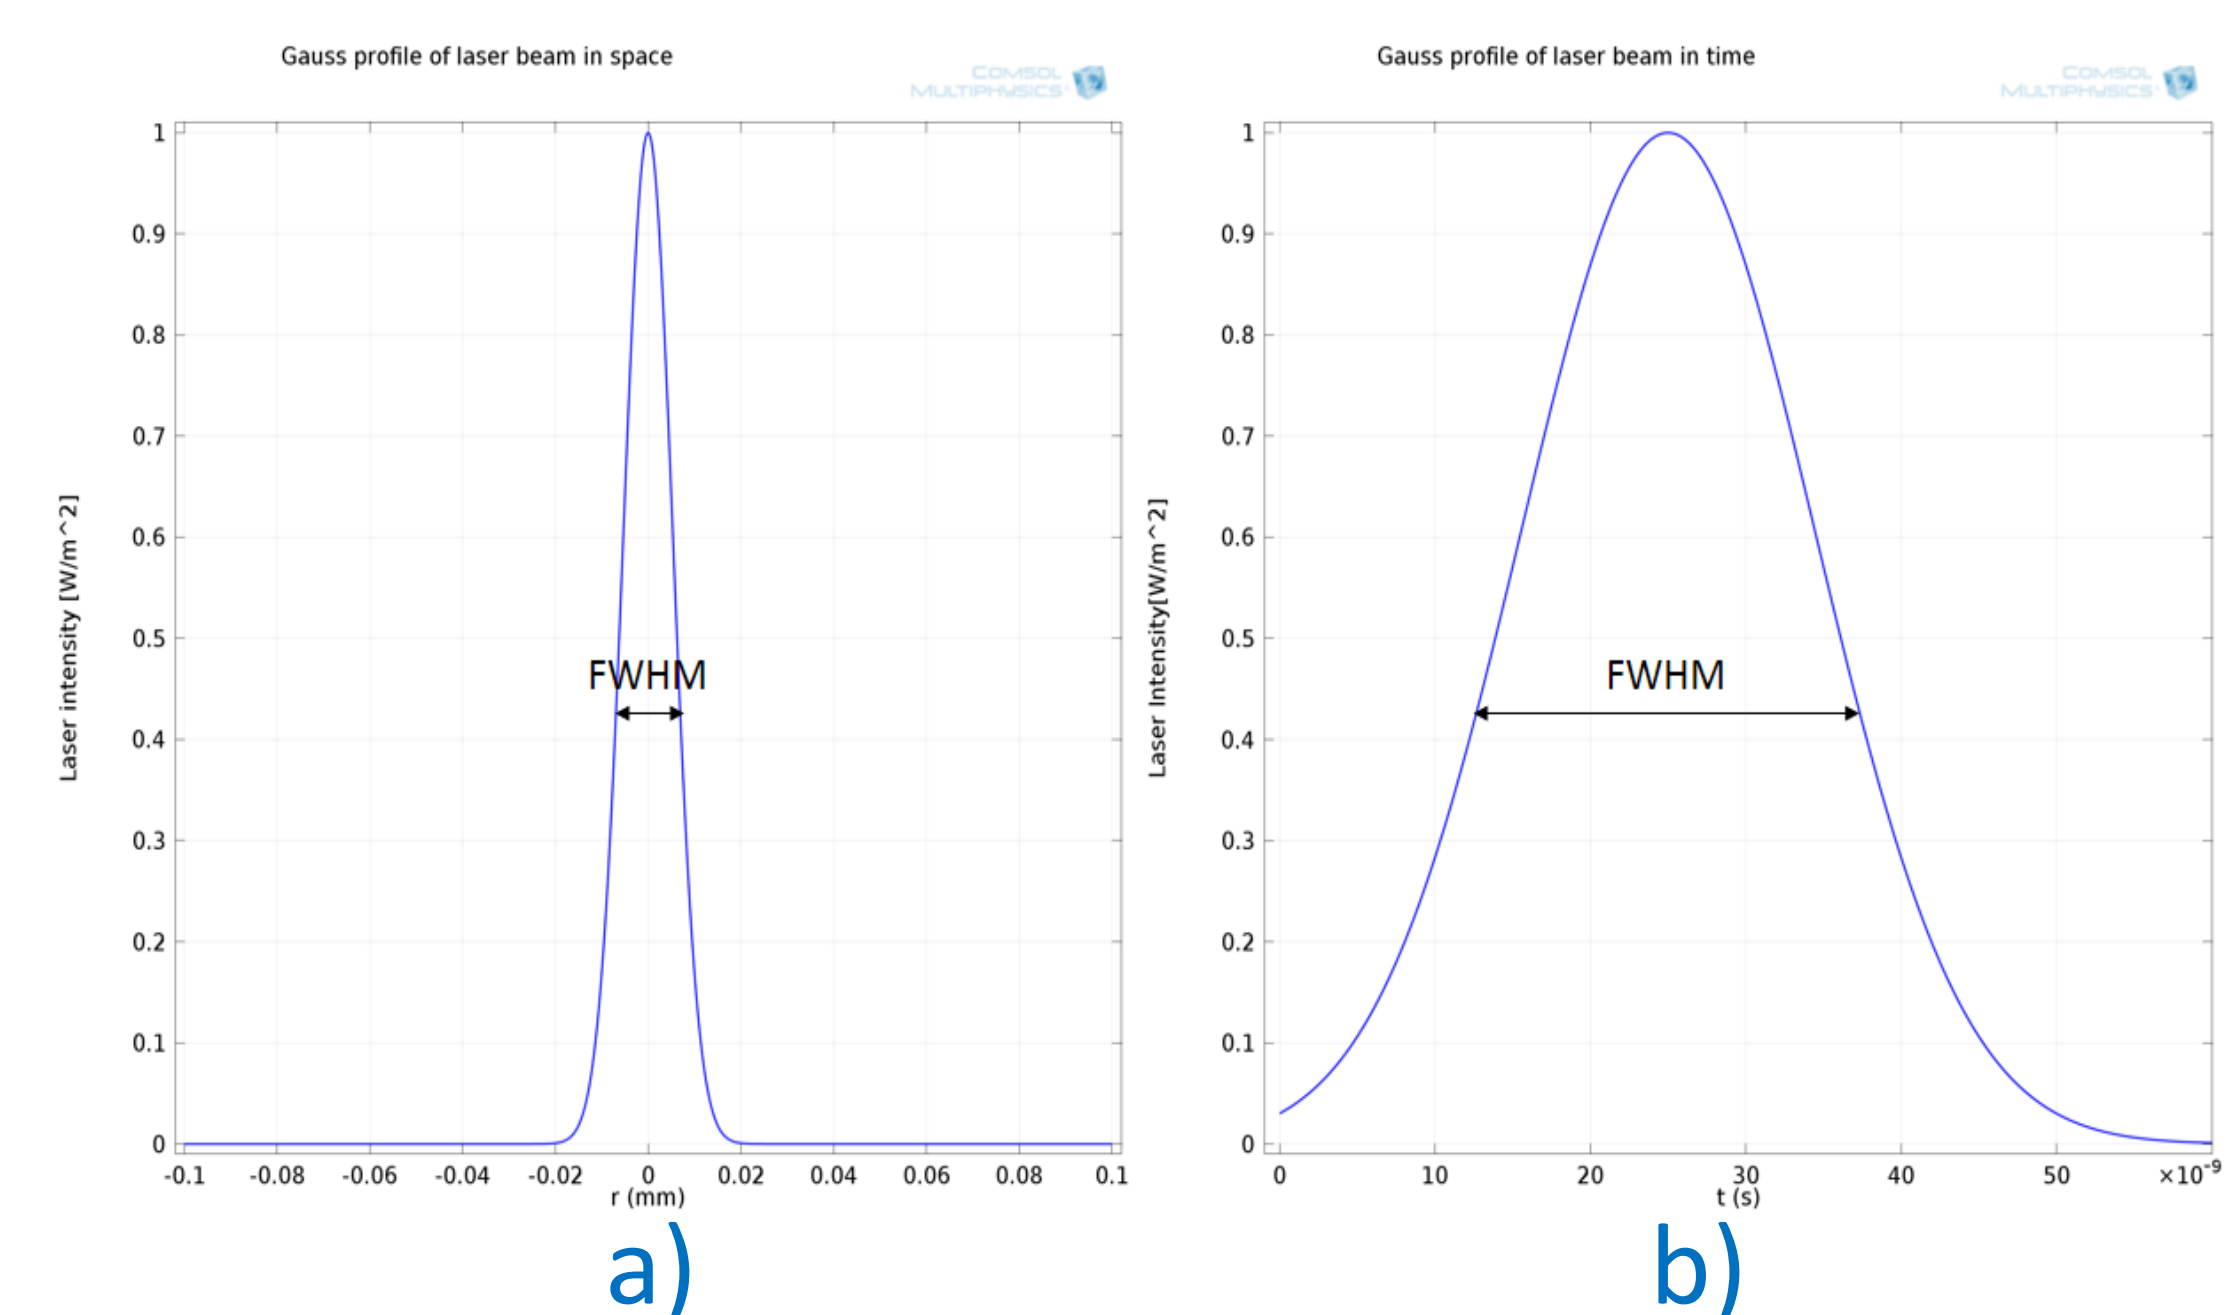 Gauss profile of laser beam in space
COMSOL
MULTIPHYSICS®
1
0.9
0.8
0.7
0.6
0.5
0.4
0.3
0.2
0.1
0
Laser intensity [W/m^2]
FWHM
-0.1 -0.08 -0.06 -0.04 -0.02 0 0.02 0.04 0.06 0.08 0.1
r (mm)
a)
Gauss profile of laser beam in time
COMSOL
MULTIPHYSICS®
1
0.9
0.8
0.7
0.6
0.5
0.4
0.3
0.2
0.1
0
Laser Intensity[W/m^2]
FWHM
0 10 20 30 40 50 ×10⁻⁹
t (s)
b)